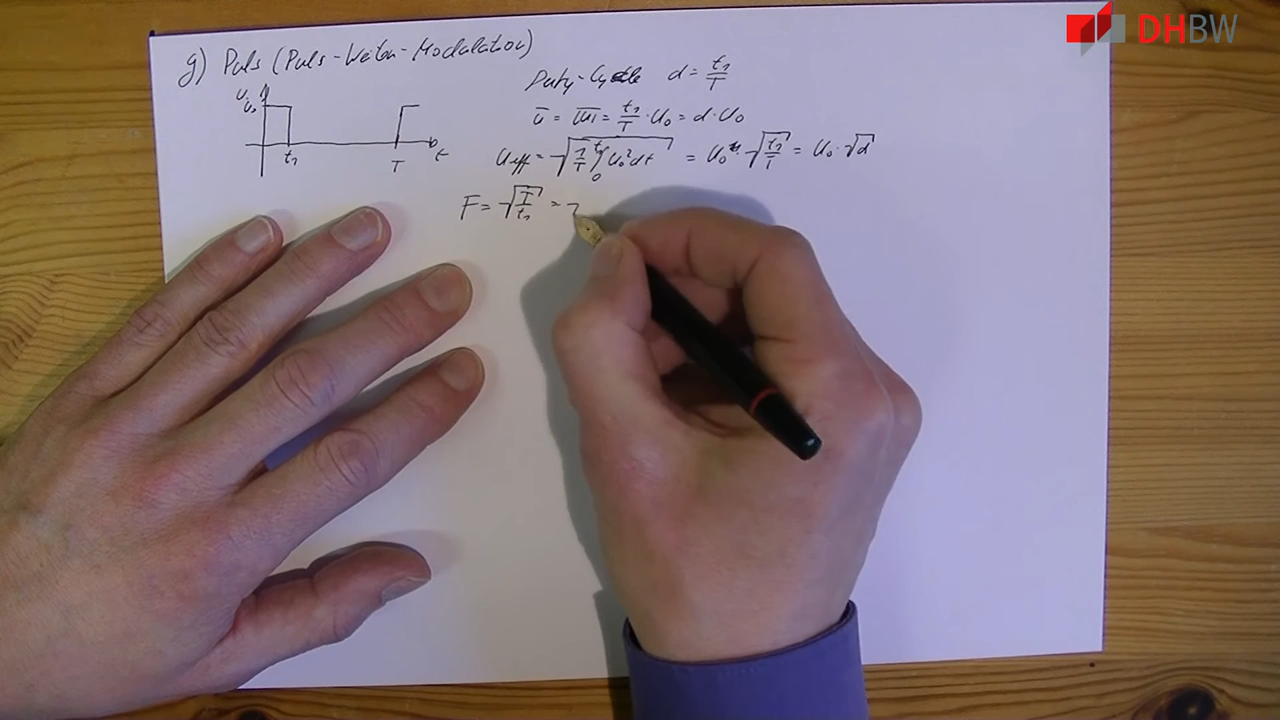 DHBW
g) Puls (Puls-Weiten-Modulation)
Duty-Cycle d = t₁/T
U
U₀
t₁
T
t
ū = |u|‾ = t₁/T · U₀ = d · U₀
Ueff = √(1/T ∫₀^t₁ U₀² dt) = U₀ · √(t₁/T) = U₀ · √d
F = √(T/t₁) =